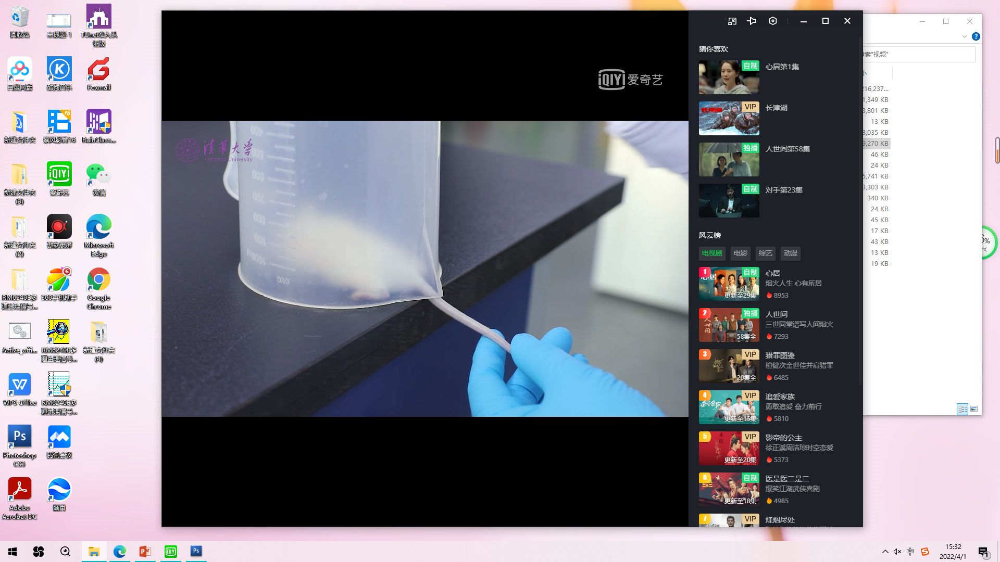 回收站
未标题-1
TUnet准入认证版
百度网盘
酷狗音乐
Foxmail
新建文件夹
暴风影音16
RainClass...
新建文件夹 (3)
爱奇艺
微信
新建文件夹 (2)
傲软录屏
Microsoft Edge
RM6240E多道生理信号...
360手机助手
Google Chrome
Active_offi...
RM6240E多道生理信号...
新建文件夹 (4)
WPS Office
RM6240E多道生理信号...
Photoshop CS3
腾讯会议
Adobe Acrobat DC
瞩目
iQIYI 爱奇艺
清华大学
Tsinghua University
猜你喜欢
自制
心居第1集
VIP
长津湖
独播
人世间第58集
自制
对手第23集
风云榜
电视剧 电影 综艺 动漫
1 自制 心居
烟火人生 心有所居
更新至29集 8953
2 独播 人世间
三世同堂谱写人间烟火
58集全 7293
3 VIP 猎罪图鉴
檀健次金世佳并肩猎罪
20集全 6485
4 VIP 追爱家族
勇敢追爱 奋力前行
更新至15集 5810
5 VIP 影帝的公主
徐正溪周洁琼时空恋爱
更新至20集 5373
6 自制 医是医二是二
爆笑江湖武侠喜剧
更新至18集 4985
7 VIP 烽烟尽处
索"视频"
216,237...
1,349 KB
3,801 KB
13 KB
3,035 KB
9,270 KB
46 KB
24 KB
5,741 KB
3,303 KB
340 KB
24 KB
45 KB
17 KB
43 KB
13 KB
19 KB
中
15:32
2022/4/1
1